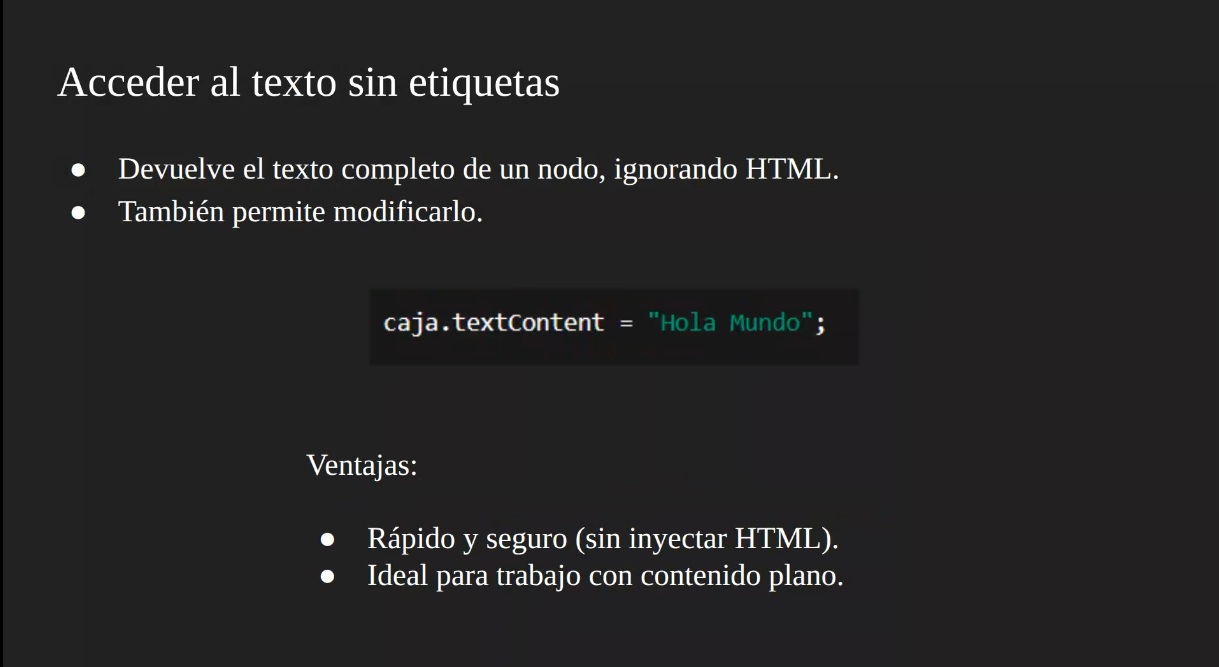 Acceder al texto sin etiquetas
● Devuelve el texto completo de un nodo, ignorando HTML.
● También permite modificarlo.
caja.textContent = "Hola Mundo";
Ventajas:
● Rápido y seguro (sin inyectar HTML).
● Ideal para trabajo con contenido plano.